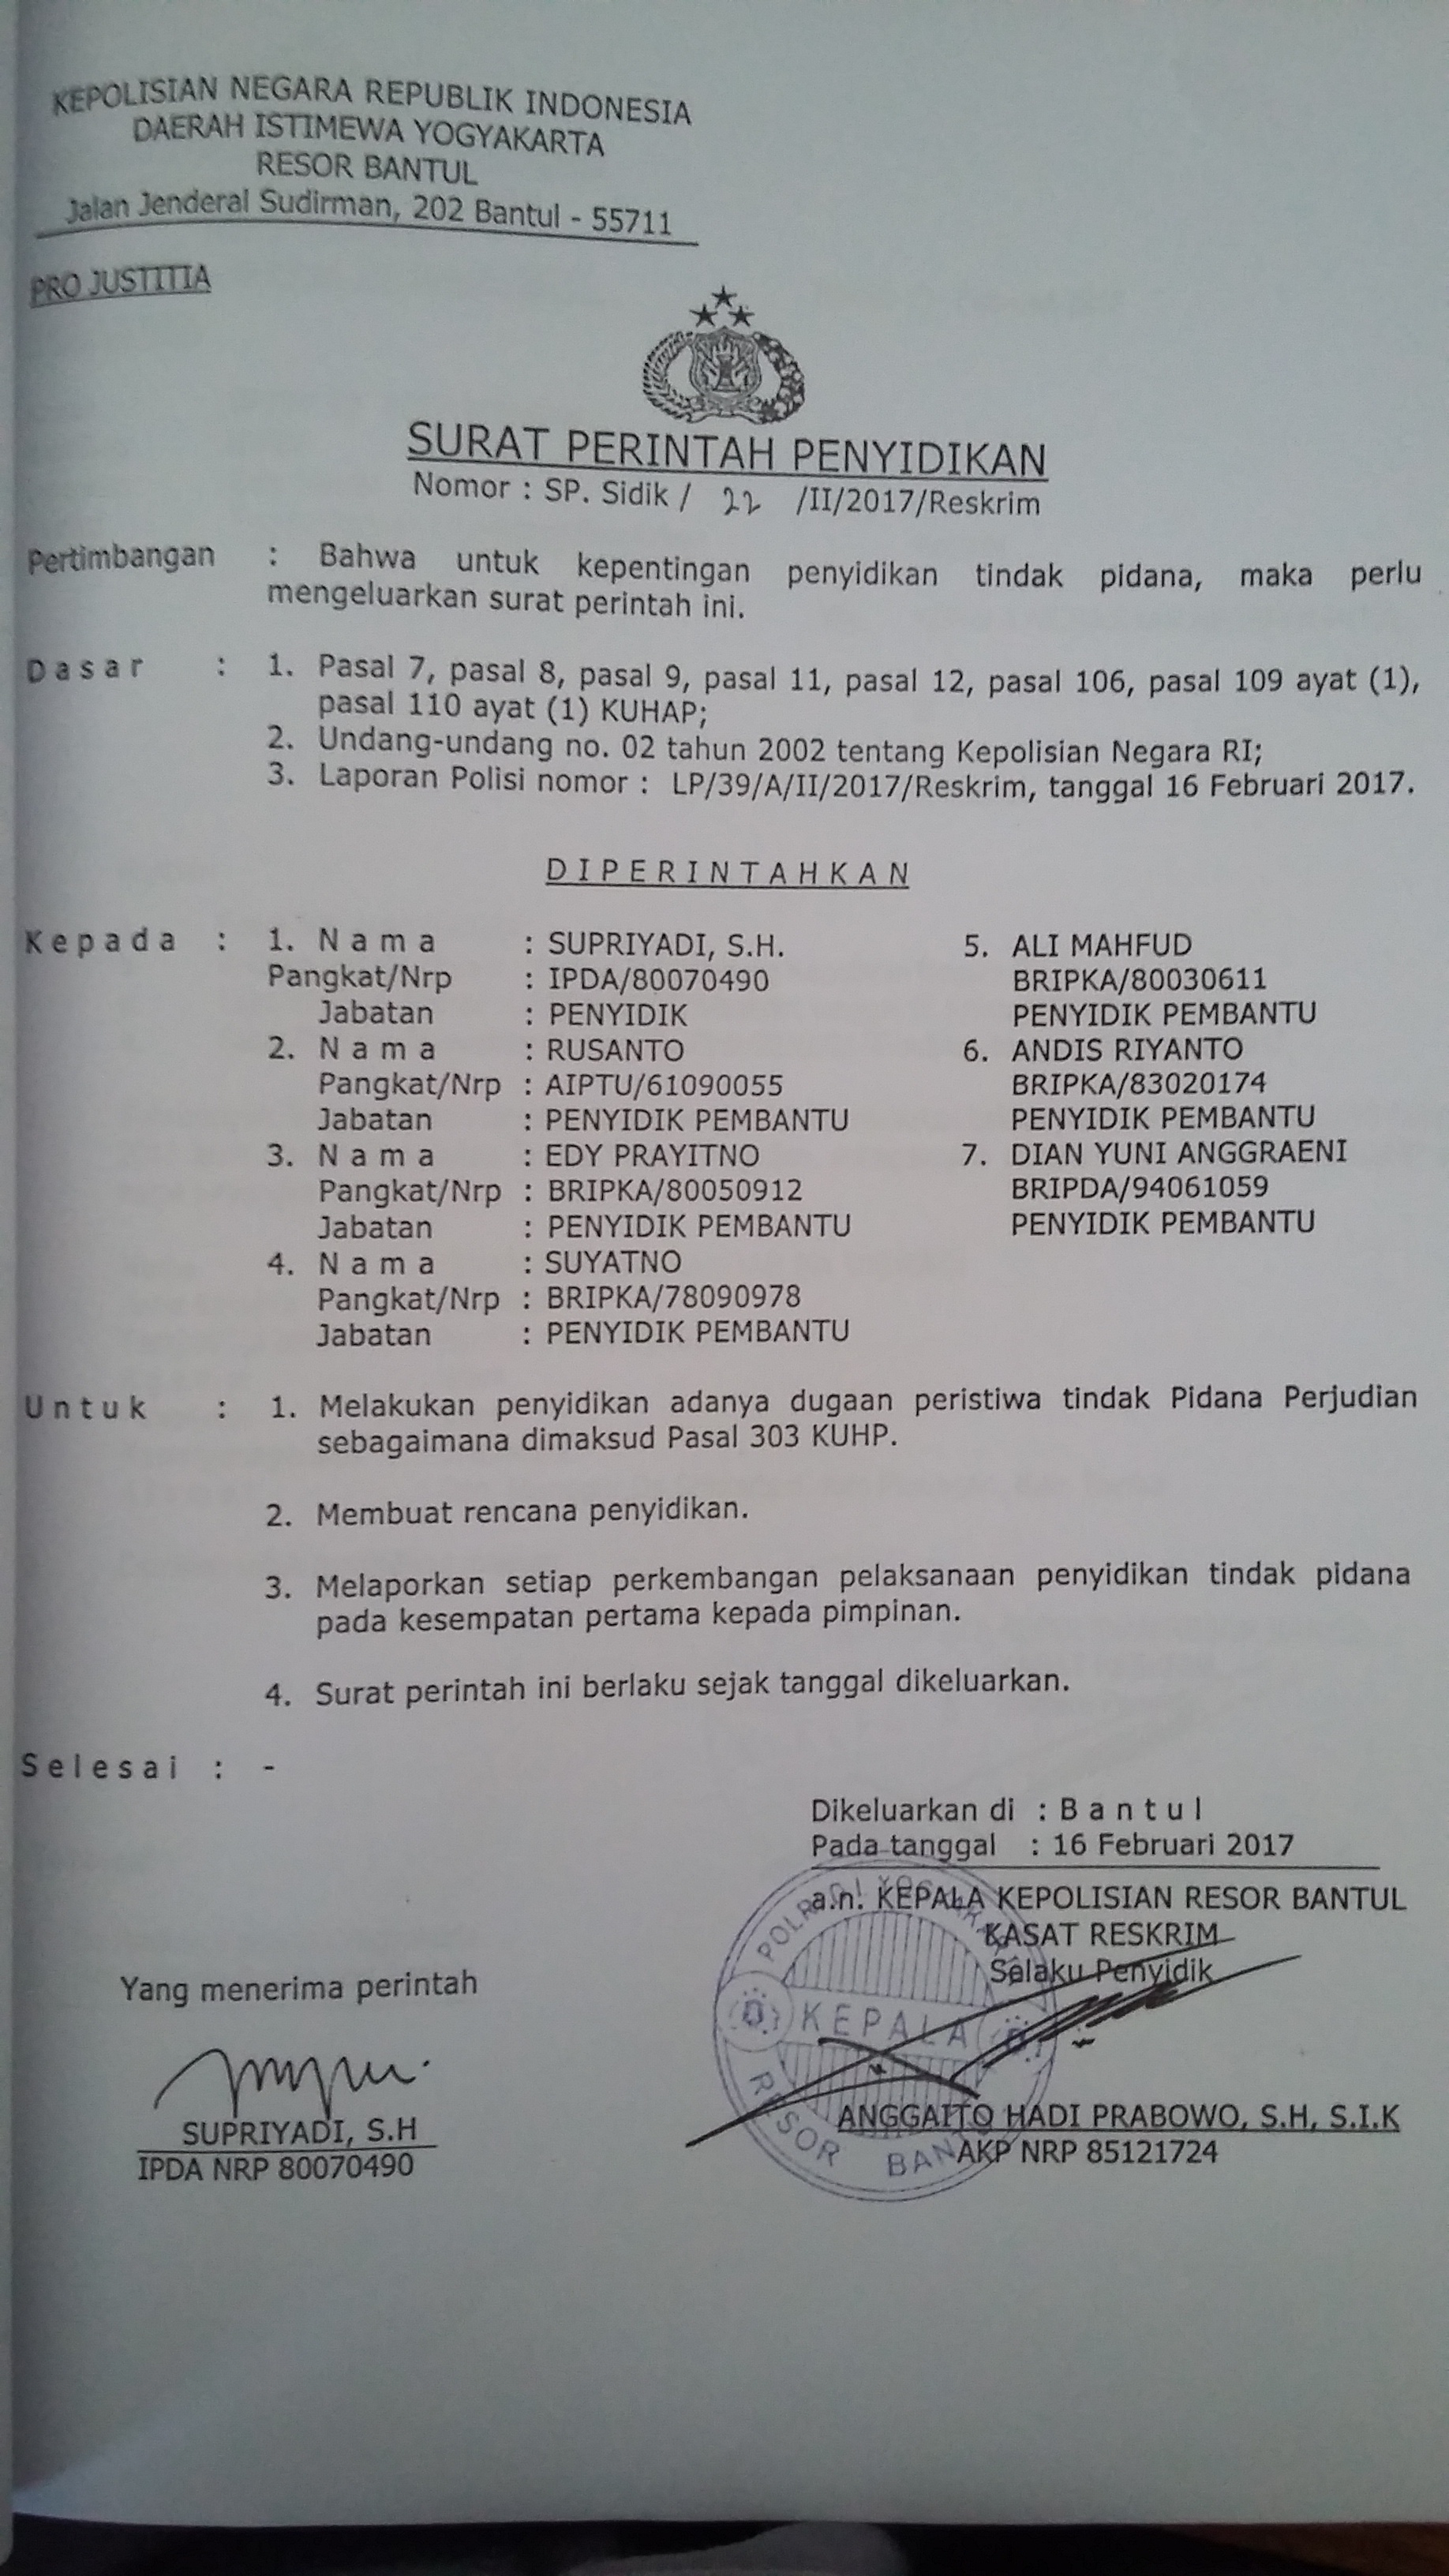 KEPOLISIAN NEGARA REPUBLIK INDONESIA
DAERAH ISTIMEWA YOGYAKARTA
RESOR BANTUL
Jalan Jenderal Sudirman, 202 Bantul - 55711
PRO JUSTITIA
SURAT PERINTAH PENYIDIKAN
Nomor : SP. Sidik / 22 /II/2017/Reskrim
Pertimbangan : Bahwa untuk kepentingan penyidikan tindak pidana, maka perlu
mengeluarkan surat perintah ini.
Dasar : 1. Pasal 7, pasal 8, pasal 9, pasal 11, pasal 12, pasal 106, pasal 109 ayat (1),
pasal 110 ayat (1) KUHAP;
2. Undang-undang no. 02 tahun 2002 tentang Kepolisian Negara RI;
3. Laporan Polisi nomor : LP/39/A/II/2017/Reskrim, tanggal 16 Februari 2017.
DIPERINTAHKAN
Kepada : 1. Nama : SUPRIYADI, S.H. 5. ALI MAHFUD
Pangkat/Nrp : IPDA/80070490 BRIPKA/80030611
Jabatan : PENYIDIK PENYIDIK PEMBANTU
2. Nama : RUSANTO 6. ANDIS RIYANTO
Pangkat/Nrp : AIPTU/61090055 BRIPKA/83020174
Jabatan : PENYIDIK PEMBANTU PENYIDIK PEMBANTU
3. Nama : EDY PRAYITNO 7. DIAN YUNI ANGGRAENI
Pangkat/Nrp : BRIPKA/80050912 BRIPDA/94061059
Jabatan : PENYIDIK PEMBANTU PENYIDIK PEMBANTU
4. Nama : SUYATNO
Pangkat/Nrp : BRIPKA/78090978
Jabatan : PENYIDIK PEMBANTU
Untuk : 1. Melakukan penyidikan adanya dugaan peristiwa tindak Pidana Perjudian
sebagaimana dimaksud Pasal 303 KUHP.
2. Membuat rencana penyidikan.
3. Melaporkan setiap perkembangan pelaksanaan penyidikan tindak pidana
pada kesempatan pertama kepada pimpinan.
4. Surat perintah ini berlaku sejak tanggal dikeluarkan.
Selesai : -
Dikeluarkan di : Bantul
Pada tanggal : 16 Februari 2017
a.n. KEPALA KEPOLISIAN RESOR BANTUL
KASAT RESKRIM
Selaku Penyidik
Yang menerima perintah
KEPALA
RESOR BANTUL
SUPRIYADI, S.H
IPDA NRP 80070490
ANGGAITO HADI PRABOWO, S.H, S.I.K
AKP NRP 85121724